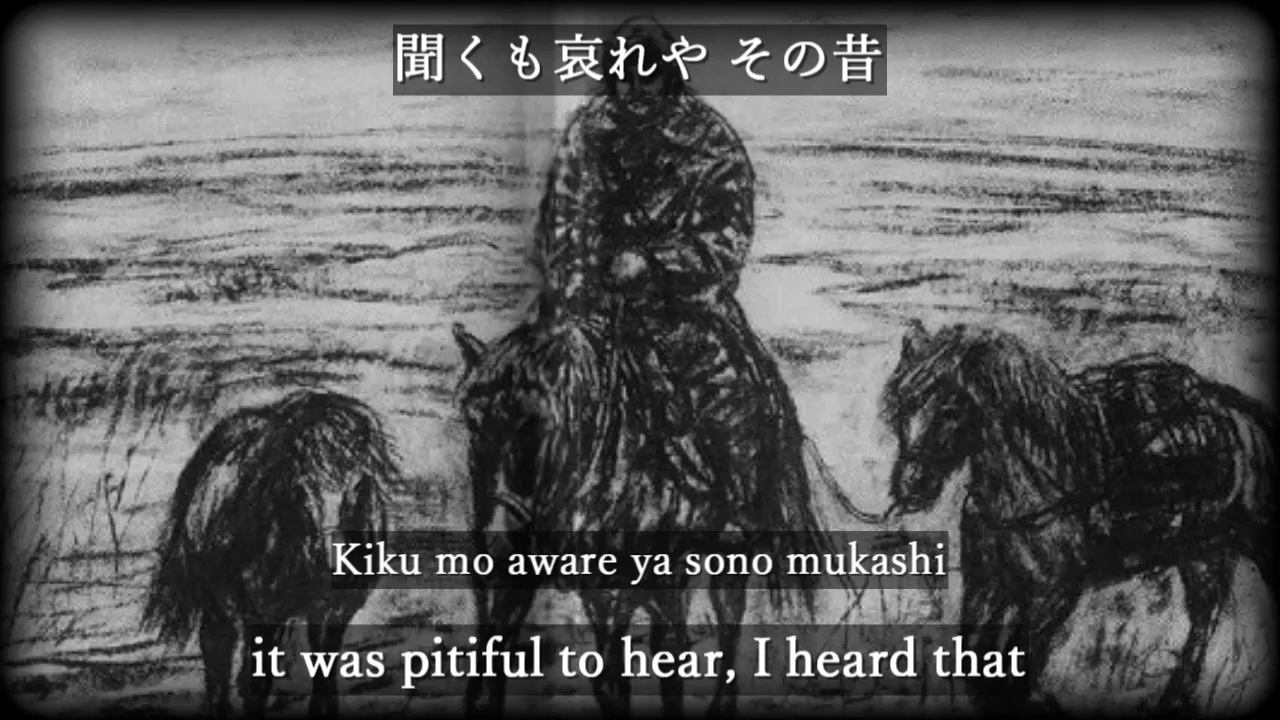 聞くも哀れや その昔
Kiku mo aware ya sono mukashi
it was pitiful to hear, I heard that